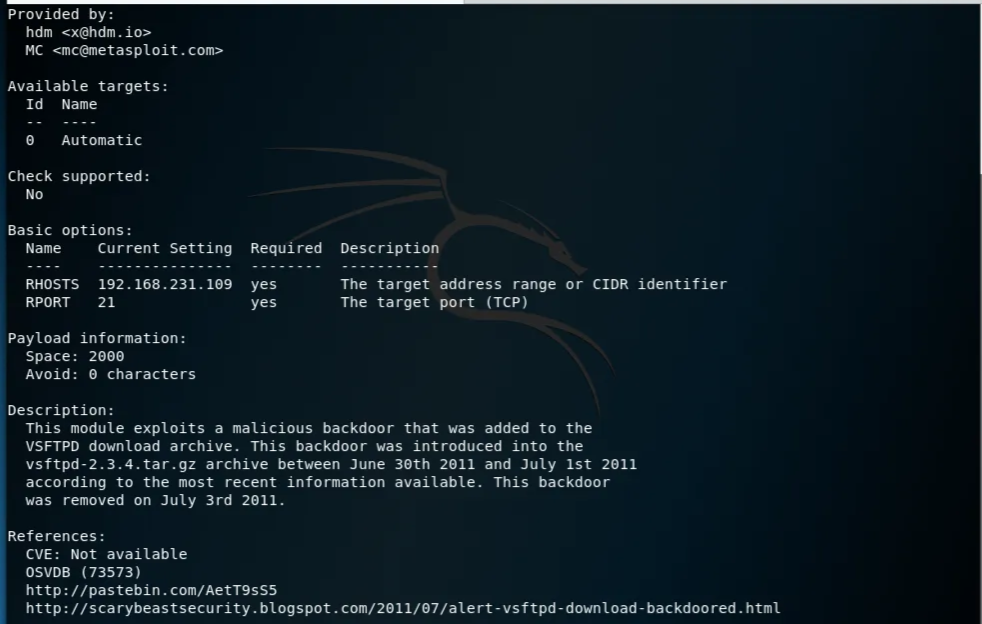 Provided by:
  hdm <x@hdm.io>
  MC <mc@metasploit.com>

Available targets:
  Id  Name
  --  ----
  0   Automatic

Check supported:
  No

Basic options:
  Name    Current Setting  Required  Description
  ----    ---------------  --------  -----------
  RHOSTS  192.168.231.109  yes       The target address range or CIDR identifier
  RPORT   21               yes       The target port (TCP)

Payload information:
  Space: 2000
  Avoid: 0 characters

Description:
  This module exploits a malicious backdoor that was added to the
  VSFTPD download archive. This backdoor was introduced into the
  vsftpd-2.3.4.tar.gz archive between June 30th 2011 and July 1st 2011
  according to the most recent information available. This backdoor
  was removed on July 3rd 2011.

References:
  CVE: Not available
  OSVDB (73573)
  http://pastebin.com/AetT9sS5
  http://scarybeastsecurity.blogspot.com/2011/07/alert-vsftpd-download-backdoored.html